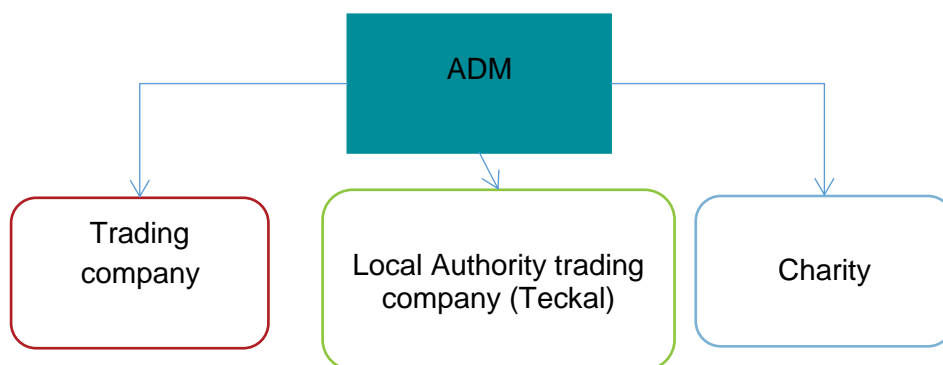 ADM
Trading
company
Local Authority trading
company (Teckal)
Charity